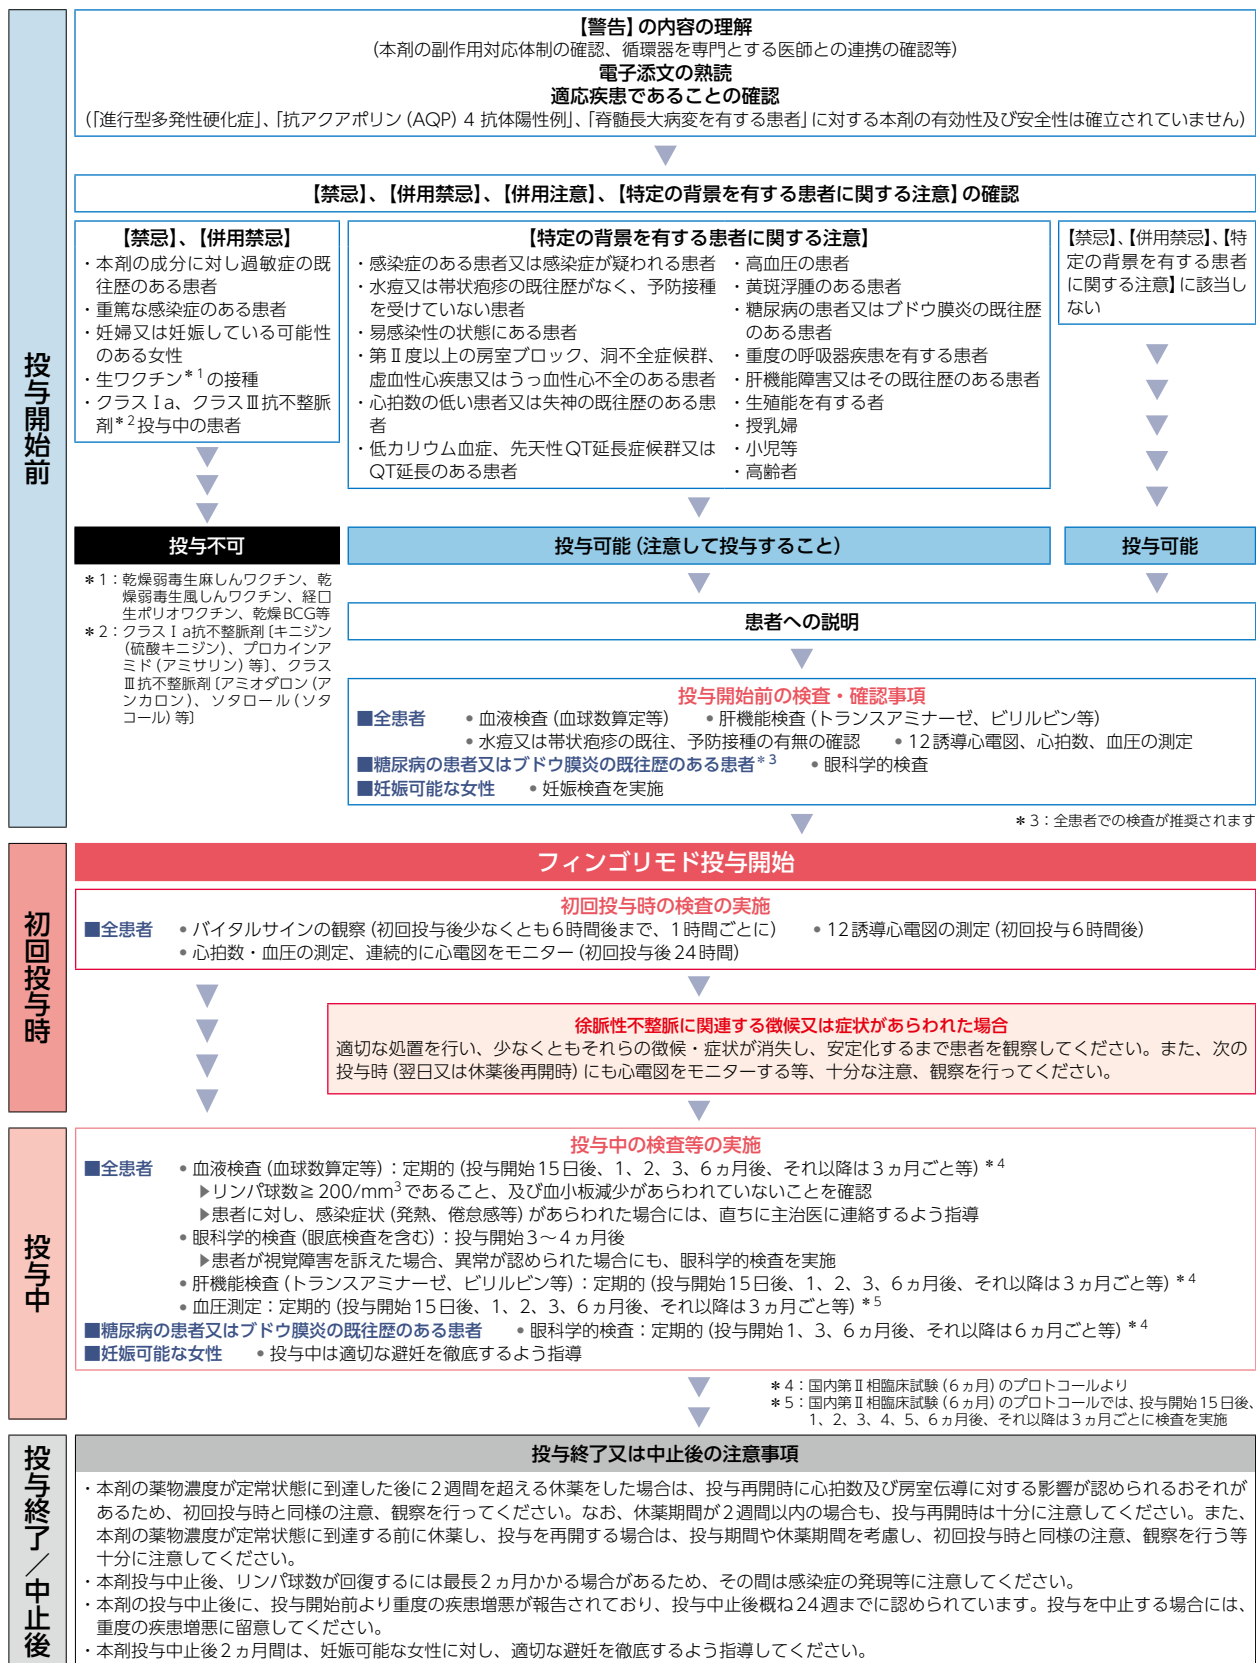 投与開始前
【警告】の内容の理解
(本剤の副作用対応体制の確認、循環器を専門とする医師との連携の確認等)
電子添文の熟読
適応疾患であることの確認
(「進行型多発性硬化症」、「抗アクアポリン(AQP)4抗体陽性例」、「脊髄長大病変を有する患者」に対する本剤の有効性及び安全性は確立されていません)
【禁忌】、【併用禁忌】、【併用注意】、【特定の背景を有する患者に関する注意】の確認
【禁忌】、【併用禁忌】
・本剤の成分に対し過敏症の既
往歴のある患者
・重篤な感染症のある患者
・妊婦又は妊娠している可能性
のある女性
・生ワクチン*1の接種
・クラスⅠa、クラスⅢ抗不整脈
剤*2投与中の患者
【特定の背景を有する患者に関する注意】
・感染症のある患者又は感染症が疑われる患者
・水痘又は帯状疱疹の既往歴がなく、予防接種
を受けていない患者
・易感染性の状態にある患者
・第Ⅱ度以上の房室ブロック、洞不全症候群、
虚血性心疾患又はうっ血性心不全のある患者
・心拍数の低い患者又は失神の既往歴のある患
者
・低カリウム血症、先天性QT延長症候群又は
QT延長のある患者
・高血圧の患者
・黄斑浮腫のある患者
・糖尿病の患者又はブドウ膜炎の既往歴
のある患者
・重度の呼吸器疾患を有する患者
・肝機能障害又はその既往歴のある患者
・生殖能を有する者
・授乳婦
・小児等
・高齢者
【禁忌】、【併用禁忌】、【特
定の背景を有する患者
に関する注意】に該当し
ない
投与不可
投与可能(注意して投与すること)
投与可能
*1:乾燥弱毒生麻しんワクチン、乾
燥弱毒生風しんワクチン、経口
生ポリオワクチン、乾燥BCG等
*2:クラスⅠa抗不整脈剤〔キニジン
(硫酸キニジン)、プロカインア
ミド(アミサリン)等〕、クラス
Ⅲ抗不整脈剤〔アミオダロン(ア
ンカロン)、ソタロール(ソタ
コール)等〕
患者への説明
投与開始前の検査・確認事項
■全患者 ●血液検査(血球数算定等) ●肝機能検査(トランスアミナーゼ、ビリルビン等)
●水痘又は帯状疱疹の既往、予防接種の有無の確認 ●12誘導心電図、心拍数、血圧の測定
■糖尿病の患者又はブドウ膜炎の既往歴のある患者*3 ●眼科学的検査
■妊娠可能な女性 ●妊娠検査を実施
*3:全患者での検査が推奨されます
初回投与時
フィンゴリモド投与開始
初回投与時の検査の実施
■全患者 ●バイタルサインの観察(初回投与後少なくとも6時間後まで、1時間ごとに) ●12誘導心電図の測定(初回投与6時間後)
●心拍数・血圧の測定、連続的に心電図をモニター(初回投与後24時間)
徐脈性不整脈に関連する徴候又は症状があらわれた場合
適切な処置を行い、少なくともそれらの徴候・症状が消失し、安定化するまで患者を観察してください。また、次の
投与時(翌日又は休薬後再開時)にも心電図をモニターする等、十分な注意、観察を行ってください。
投与中
投与中の検査等の実施
■全患者 ●血液検査(血球数算定等):定期的(投与開始15日後、1、2、3、6ヵ月後、それ以降は3ヵ月ごと等)*4
▶リンパ球数≧200/mm3であること、及び血小板減少があらわれていないことを確認
▶患者に対し、感染症状(発熱、倦怠感等)があらわれた場合には、直ちに主治医に連絡するよう指導
●眼科学的検査(眼底検査を含む):投与開始3～4ヵ月後
▶患者が視覚障害を訴えた場合、異常が認められた場合にも、眼科学的検査を実施
●肝機能検査(トランスアミナーゼ、ビリルビン等):定期的(投与開始15日後、1、2、3、6ヵ月後、それ以降は3ヵ月ごと等)*4
●血圧測定:定期的(投与開始15日後、1、2、3、6ヵ月後、それ以降は3ヵ月ごと等)*5
■糖尿病の患者又はブドウ膜炎の既往歴のある患者 ●眼科学的検査:定期的(投与開始1、3、6ヵ月後、それ以降は6ヵ月ごと等)*4
■妊娠可能な女性 ●投与中は適切な避妊を徹底するよう指導
*4:国内第Ⅱ相臨床試験(6ヵ月)のプロトコールより
*5:国内第Ⅱ相臨床試験(6ヵ月)のプロトコールでは、投与開始15日後、
1、2、3、4、5、6ヵ月後、それ以降は3ヵ月ごとに検査を実施
投与終了/中止後
投与終了又は中止後の注意事項
・本剤の薬物濃度が定常状態に到達した後に2週間を超える休薬をした場合は、投与再開時に心拍数及び房室伝導に対する影響が認められるおそれが
あるため、初回投与時と同様の注意、観察を行ってください。なお、休薬期間が2週間以内の場合も、投与再開時は十分に注意してください。また、
本剤の薬物濃度が定常状態に到達する前に休薬し、投与を再開する場合は、投与期間や休薬期間を考慮し、初回投与時と同様の注意、観察を行う等
十分に注意してください。
・本剤投与中止後、リンパ球数が回復するには最長2ヵ月かかる場合があるため、その間は感染症の発現等に注意してください。
・本剤の投与中止後に、投与開始前より重度の疾患増悪が報告されており、投与中止後概ね24週までに認められています。投与を中止する場合には、
重度の疾患増悪に留意してください。
・本剤投与中止後2ヵ月間は、妊娠可能な女性に対し、適切な避妊を徹底するよう指導してください。